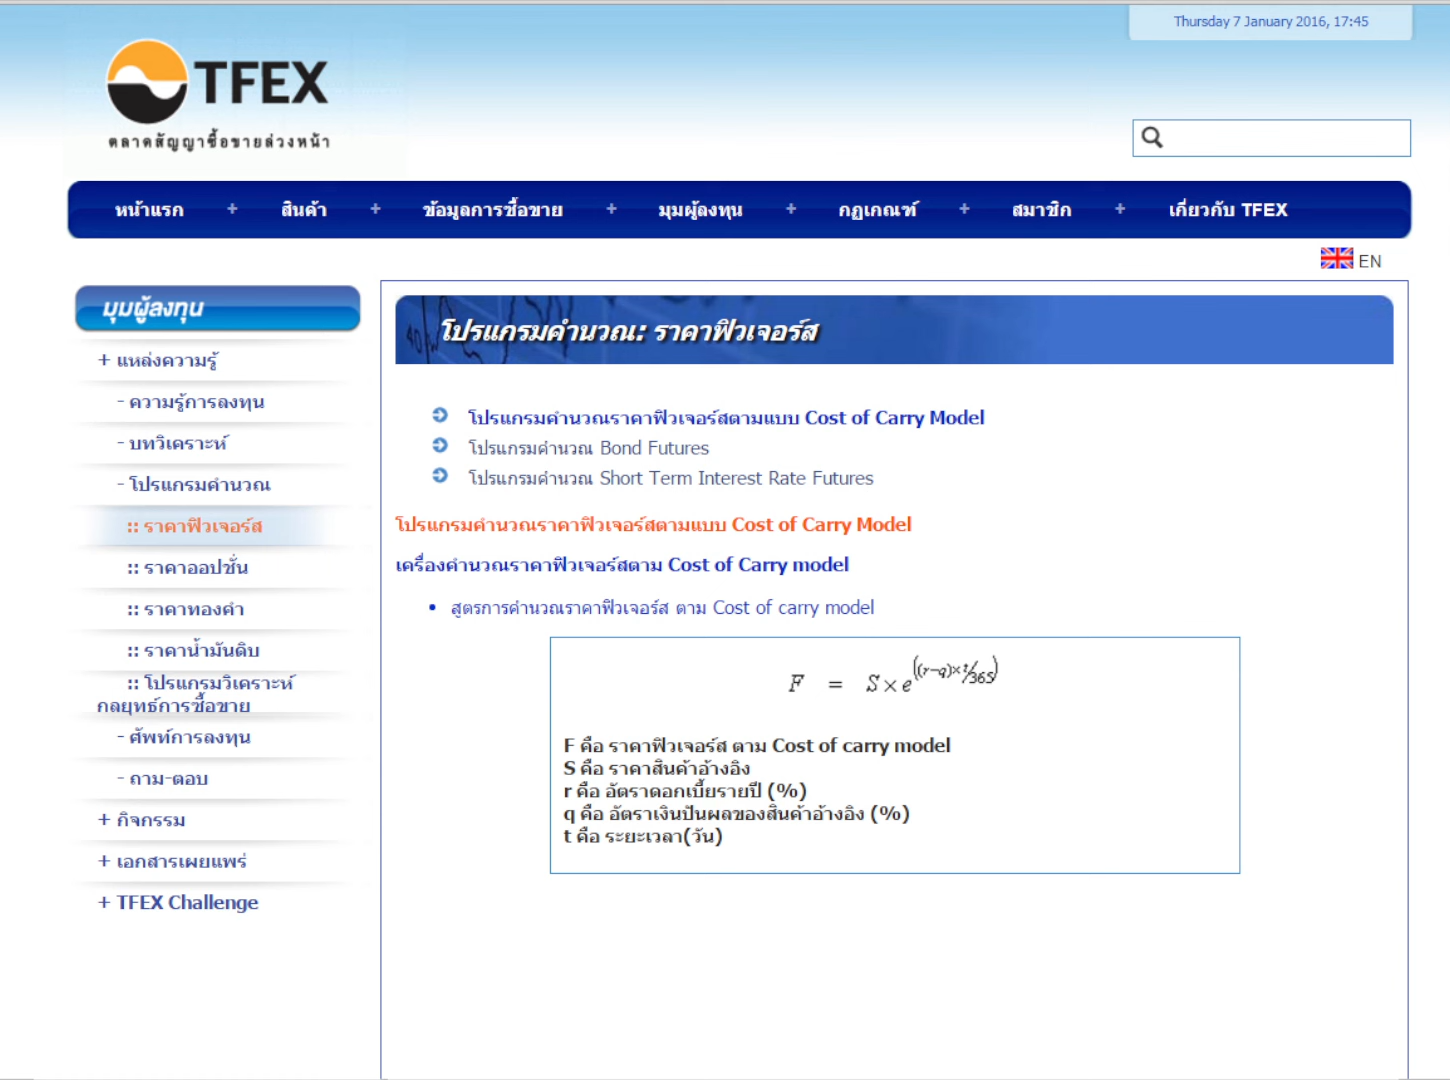 Thursday 7 January 2016, 17:45
TFEX
ตลาดสัญญาซื้อขายล่วงหน้า
หน้าแรก + สินค้า + ข้อมูลการซื้อขาย + มุมผู้ลงทุน + กฏเกณฑ์ + สมาชิก + เกี่ยวกับ TFEX
EN
มุมผู้ลงทุน
+ แหล่งความรู้
- ความรู้การลงทุน
- บทวิเคราะห์
- โปรแกรมคำนวณ
:: ราคาฟิวเจอร์ส
:: ราคาออปชั่น
:: ราคาทองคำ
:: ราคาน้ำมันดิบ
:: โปรแกรมวิเคราะห์
กลยุทธ์การซื้อขาย
- ศัพท์การลงทุน
- ถาม-ตอบ
+ กิจกรรม
+ เอกสารเผยแพร่
+ TFEX Challenge
โปรแกรมคำนวณ: ราคาฟิวเจอร์ส
โปรแกรมคำนวณราคาฟิวเจอร์สตามแบบ Cost of Carry Model
โปรแกรมคำนวณ Bond Futures
โปรแกรมคำนวณ Short Term Interest Rate Futures
โปรแกรมคำนวณราคาฟิวเจอร์สตามแบบ Cost of Carry Model
เครื่องคำนวณราคาฟิวเจอร์สตาม Cost of Carry model
• สูตรการคำนวณราคาฟิวเจอร์ส ตาม Cost of carry model
F = S × e^((r−q)×t/365)
F คือ ราคาฟิวเจอร์ส ตาม Cost of carry model
S คือ ราคาสินค้าอ้างอิง
r คือ อัตราดอกเบี้ยรายปี (%)
q คือ อัตราเงินปันผลของสินค้าอ้างอิง (%)
t คือ ระยะเวลา(วัน)